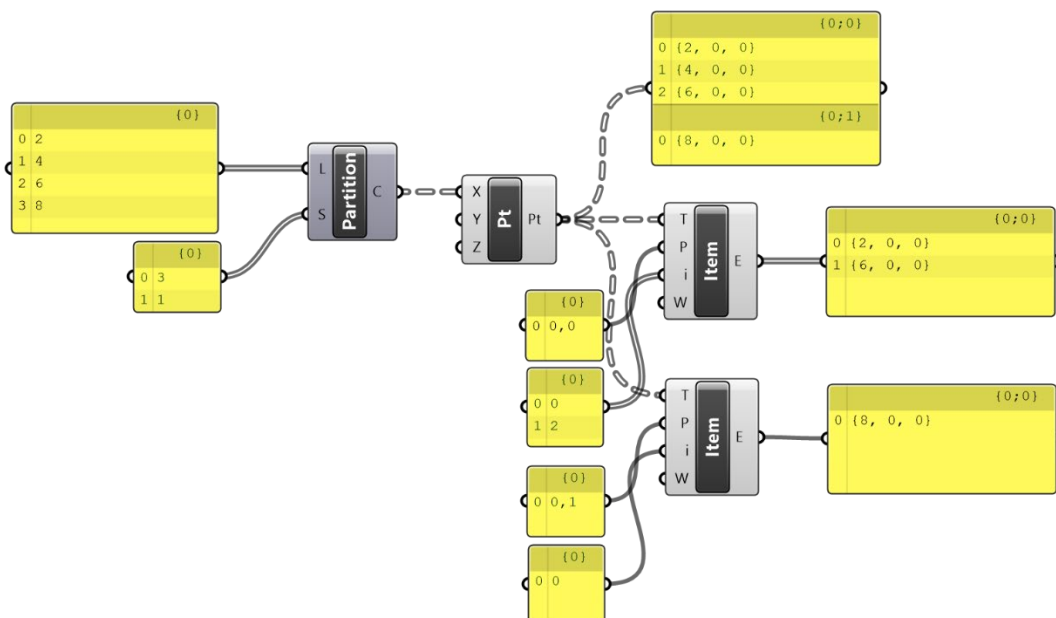 {0}
0 2
1 4
2 6
3 8
{0}
0 3
1 1
L
S
Partition
C
X
Y
Z
Pt
Pt
{0;0}
0 {2, 0, 0}
1 {4, 0, 0}
2 {6, 0, 0}
{0;1}
0 {8, 0, 0}
T
P
i
W
Item
E
{0;0}
0 {2, 0, 0}
1 {6, 0, 0}
{0}
0 0,0
{0}
0 0
1 2
T
P
i
W
Item
E
{0;0}
0 {8, 0, 0}
{0}
0 0,1
{0}
0 0